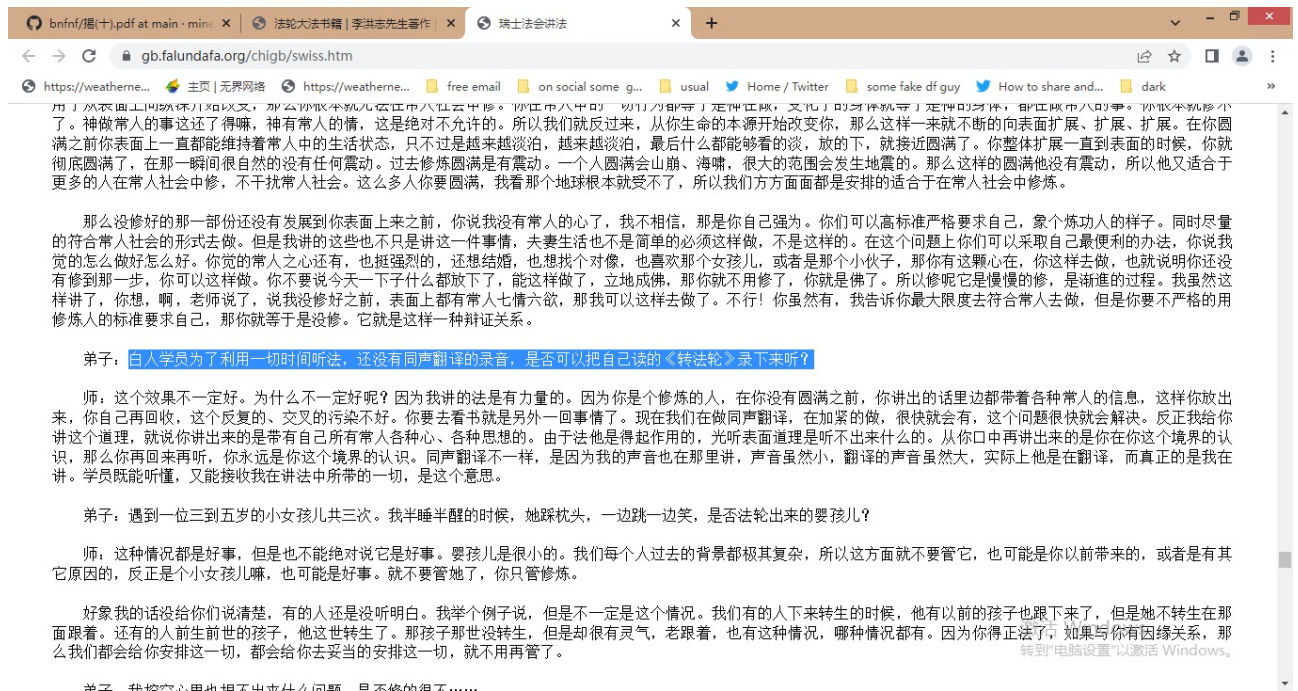 bnfnf/揭(十).pdf at main · mine
法轮大法书籍 | 李洪志先生著作 |
瑞士法会讲法
gb.falundafa.org/chigb/swiss.htm
https://weatherne...
主页 | 无界网络
https://weatherne...
free email
on social some g...
usual
Home / Twitter
some fake df guy
How to share and...
dark
»
了。神做常人的事这还了得嘛，神有常人的情，这是绝对不允许的。所以我们就反过来，从你生命的本源开始改变你，那么这样一来就不断的向表面扩展、扩展、扩展。在你圆
满之前你表面上一直都能维持着常人中的生活状态，只不过是越来越淡泊，越来越淡泊，最后什么都能够看的淡，放的下，就接近圆满了。你整体扩展一直到表面的时候，你就
彻底圆满了，在那一瞬间很自然的没有任何震动。过去修炼圆满是有震动。一个人圆满会山崩、海啸，很大的范围会发生地震的。那么这样的圆满他没有震动，所以他又适合于
更多的人在常人社会中修，不干扰常人社会。这么多人你要圆满，我看那个地球根本就受不了，所以我们方方面面都是安排的适合于在常人社会中修炼。
那么没修好的那一部份还没有发展到你表面上来之前，你说我没有常人的心了，我不相信，那是你自己强为。你们可以高标准严格要求自己，象个炼功人的样子。同时尽量
的符合常人社会的形式去做。但是我讲的这些也不只是讲这一件事情，夫妻生活也不是简单的必须这样做，不是这样的。在这个问题上你们可以采取自己最便利的办法，你说我
觉的怎么做好怎么好。你觉的常人之心还有，也挺强烈的，还想结婚，也想找个对像，也喜欢那个女孩儿，或者是那个小伙子，那你有这颗心在，你这样去做，也就说明你还没
有修到那一步，你可以这样做。你不要说今天一下子什么都放下了，能这样做了，立地成佛，那你就不用修了，你就是佛了。所以修呢它是慢慢的修，是渐進的过程。我虽然这
样讲了，你想，啊，老师说了，说我没修好之前，表面上都有常人七情六欲，那我可以这样去做了。不行！你虽然有，我告诉你最大限度去符合常人去做，但是你要不严格的用
修炼人的标准要求自己，那你就等于是没修。它就是这样一种辩证关系。
弟子：白人学员为了利用一切时间听法，还没有同声翻译的录音，是否可以把自己读的《转法轮》录下来听？
师：这个效果不一定好。为什么不一定好呢？因为我讲的法是有力量的。因为你是个修炼的人，在你没有圆满之前，你讲出的话里边都带着各种常人的信息，这样你放出
来，你自己再回收，这个反复的、交叉的污染不好。你要去看书就是另外一回事情了。现在我们在做同声翻译，在加紧的做，很快就会有，这个问题很快就会解决。反正我给你
讲这个道理，就说你讲出来的是带有自己所有常人各种心、各种思想的。由于法他是得起作用的，光听表面道理是听不出来什么的。从你口中再讲出来的是你在你这个境界的认
识，那么你再回来再听，你永远是你这个境界的认识。同声翻译不一样，是因为我的声音也在那里讲，声音虽然小，翻译的声音虽然大，实际上他是在翻译，而真正的是我在
讲。学员既能听懂，又能接收我在讲法中所带的一切，是这个意思。
弟子：遇到一位三到五岁的小女孩儿共三次。我半睡半醒的时候，她踩枕头，一边跳一边笑，是否法轮出来的婴孩儿？
师：这种情况都是好事，但是也不能绝对说它是好事。婴孩儿是很小的。我们每个人过去的背景都极其复杂，所以这方面就不要管它，也可能是你以前带来的，或者是有其
它原因的，反正是个小女孩儿嘛，也可能是好事。就不要管她了，你只管修炼。
好象我的话没给你们说清楚，有的人还是没听明白。我举个例子说，但是不一定是这个情况。我们有的人下来转生的时候，他有以前的孩子也跟下来了，但是她不转生在那
面跟着。还有的人前生前世的孩子，他这世转生了。那孩子那世没转生，但是却很有灵气，老跟着，也有这种情况，哪种情况都有。因为你得正法了，如果与你有因缘关系，那
么我们都会给你安排这一切，都会给你去妥当的安排这一切，就不用再管了。
激活 Windows
转到"电脑设置"以激活 Windows。